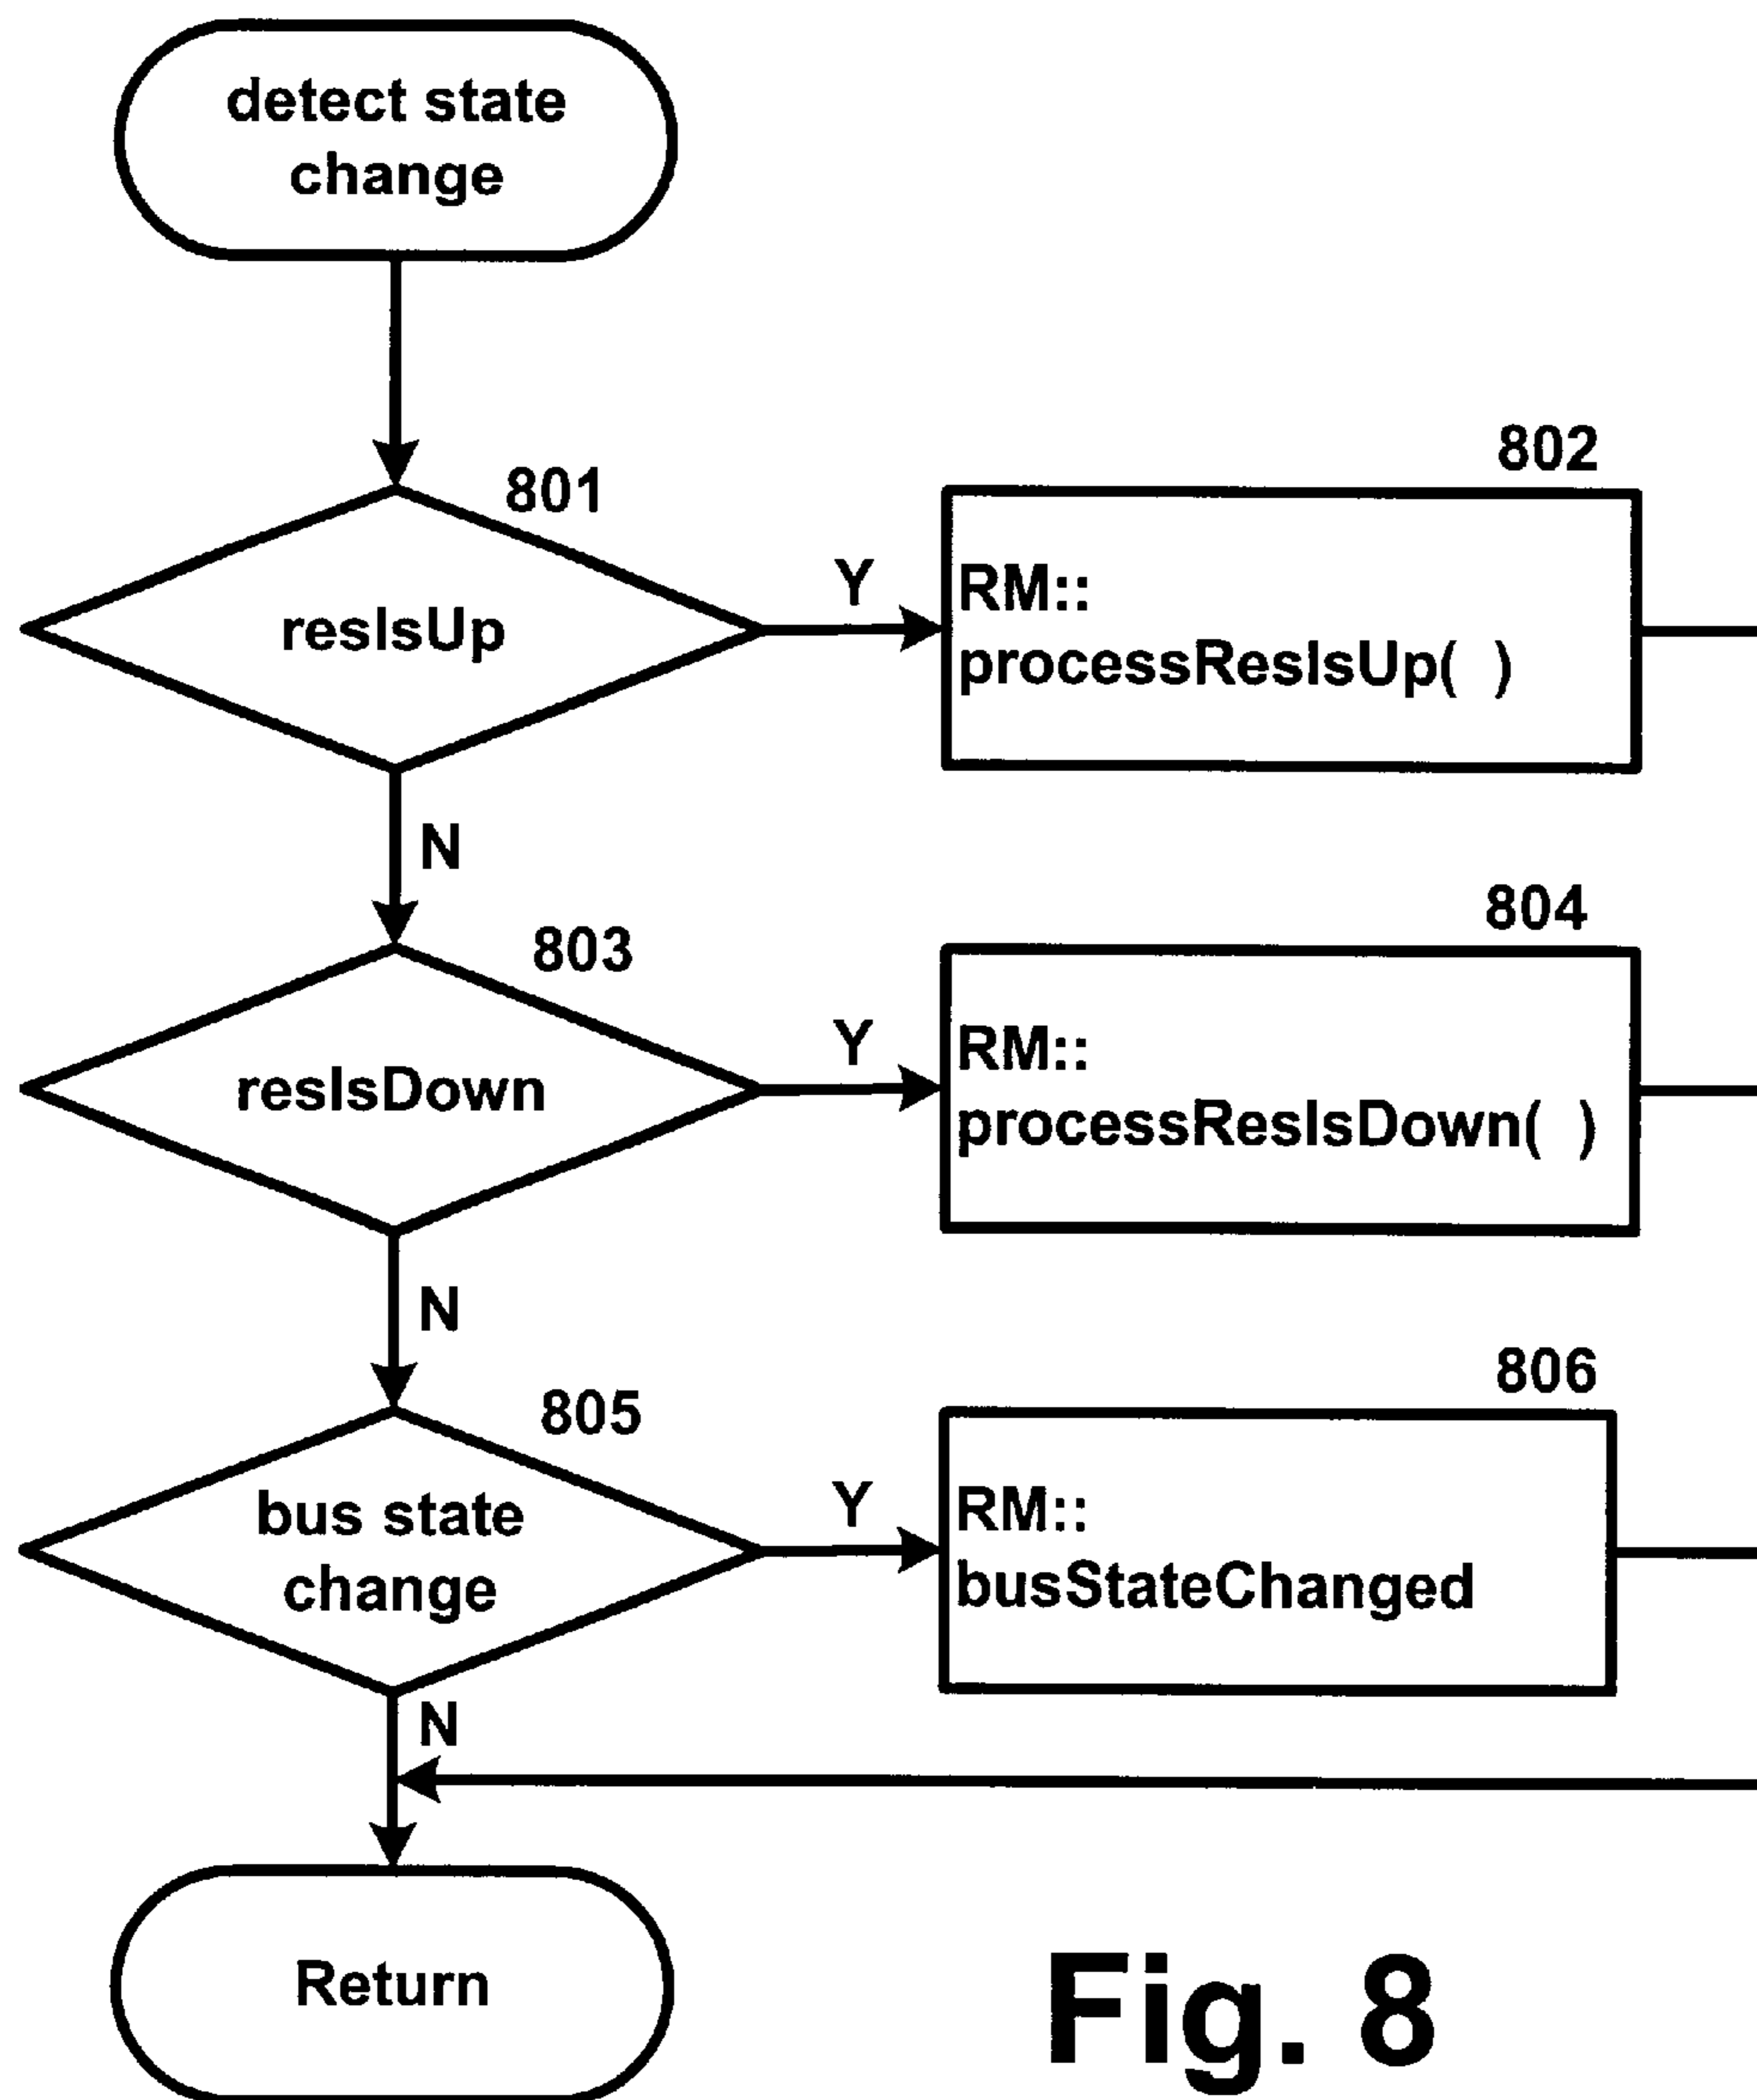 detect state
change
801
resIsUp
Y
802
RM::
processResIsUp( )
N
803
resIsDown
Y
804
RM::
processResIsDown( )
N
805
bus state
change
Y
806
RM::
busStateChanged
N
Return
Fig. 8